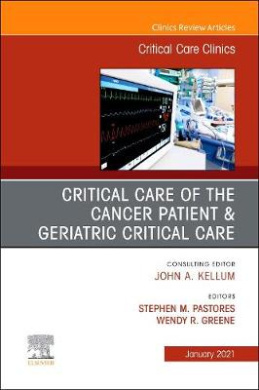 Clinics Review Articles
Critical Care Clinics
CRITICAL CARE OF THE
CANCER PATIENT &
GERIATRIC CRITICAL CARE
CONSULTING EDITOR
JOHN A. KELLUM
EDITORS
STEPHEN M. PASTORES
WENDY R. GREENE
ELSEVIER
January 2021